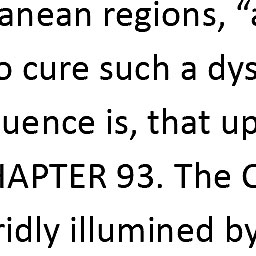 anean regions, “a
o cure such a dys
uence is, that up
HAPTER 93. The C
ridly illumined by